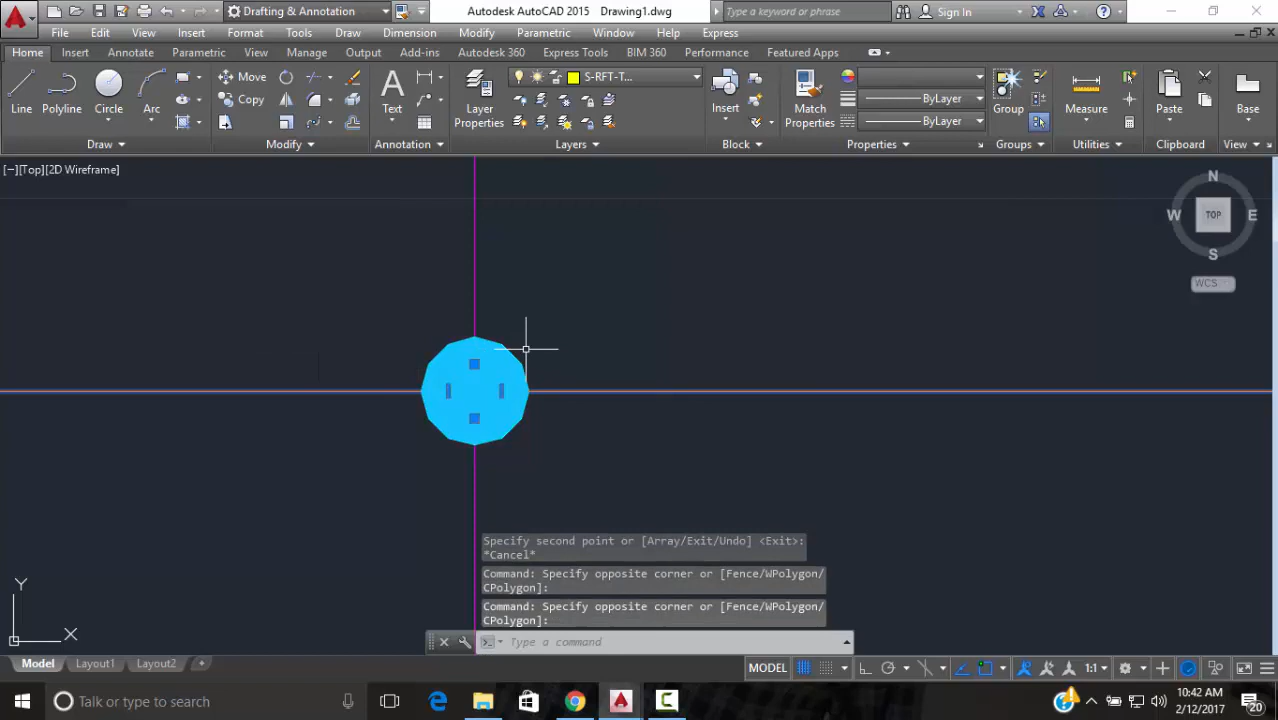 Drafting & Annotation
Autodesk AutoCAD 2015 Drawing1.dwg
Type a keyword or phrase
Sign In
File Edit View Insert Format Tools Draw Dimension Modify Parametric Window Help Express
Home Insert Annotate Parametric View Manage Output Add-ins Autodesk 360 Express Tools BIM 360 Performance Featured Apps
Line
Polyline
Circle
Arc
Move
Copy
Text
Layer
Properties
S-RFT-T...
Insert
Match
Properties
ByLayer
ByLayer
Group
Measure
Paste
Base
Draw
Modify
Annotation
Layers
Block
Properties
Groups
Utilities
Clipboard
View
[−][Top][2D Wireframe]
N
W
TOP
E
S
WCS
Specify second point or [Array/Exit/Undo] <Exit>:
*Cancel*
Command: Specify opposite corner or [Fence/WPolygon/
CPolygon]:
Command: Specify opposite corner or [Fence/WPolygon/
CPolygon]:
Type a command
Y
X
Model Layout1 Layout2 +
MODEL
1:1
Talk or type here to search
10:42 AM
2/12/2017
20